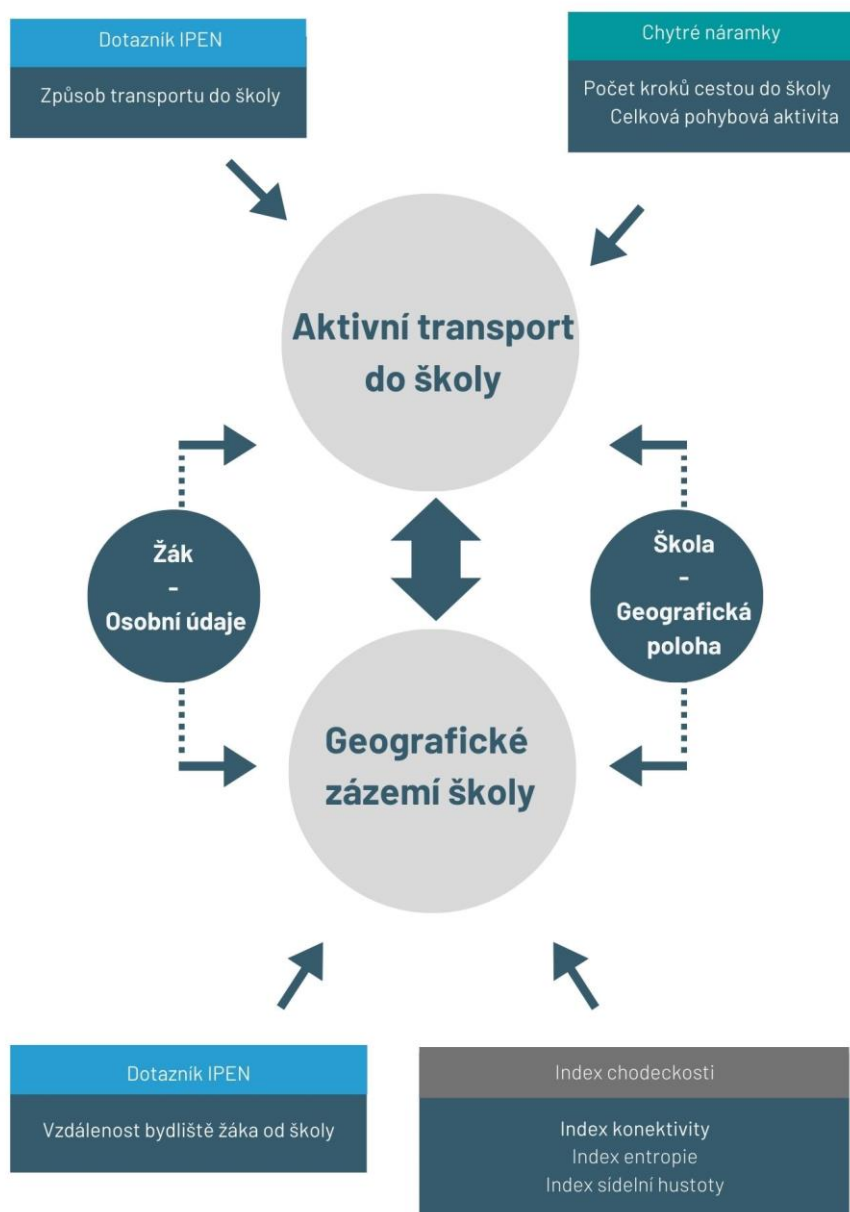 Dotazník IPEN
Způsob transportu do školy
Chytré náramky
Počet kroků cestou do školy
Celková pohybová aktivita
Aktivní transport
do školy
Žák
-
Osobní údaje
Škola
-
Geografická
poloha
Geografické
zázemí školy
Dotazník IPEN
Vzdálenost bydliště žáka od školy
Index chodeckosti
Index konektivity
Index entropie
Index sídelní hustoty